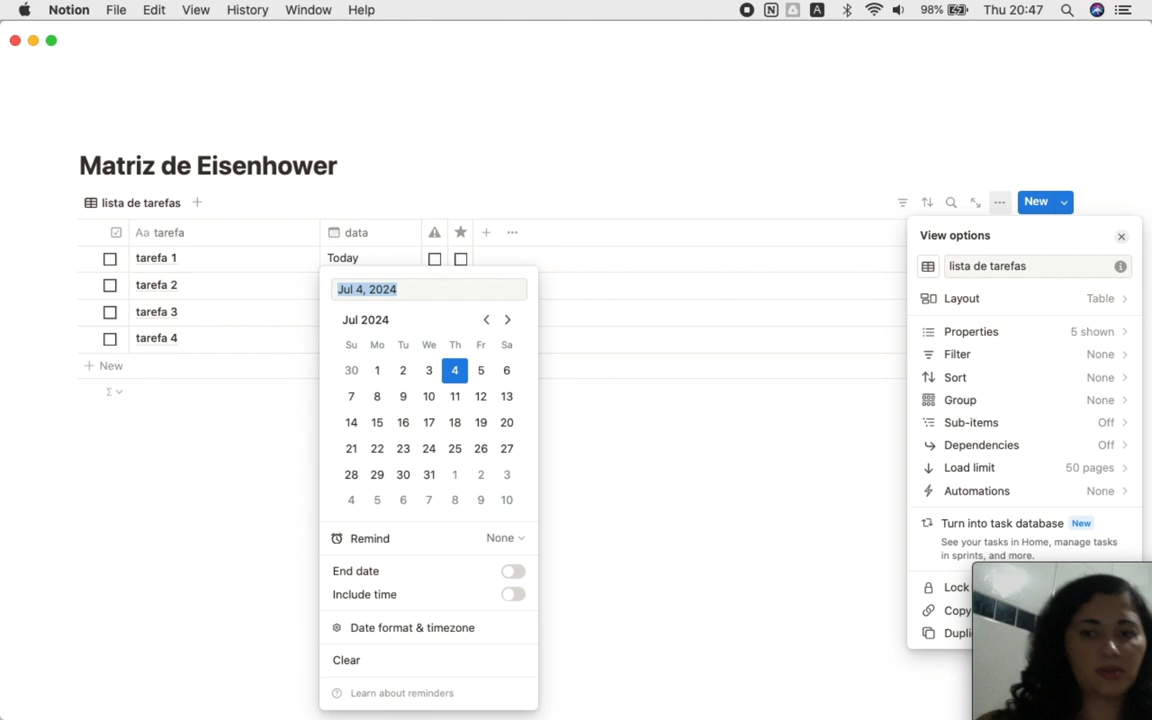 Notion File Edit View History Window Help 98% Thu 20:47
Matriz de Eisenhower
lista de tarefas
New
Aa tarefa data
tarefa 1 Today
tarefa 2
tarefa 3
tarefa 4
New
Jul 4, 2024
Jul 2024
Su Mo Tu We Th Fr Sa
30 1 2 3 4 5 6
7 8 9 10 11 12 13
14 15 16 17 18 19 20
21 22 23 24 25 26 27
28 29 30 31 1 2 3
4 5 6 7 8 9 10
Remind None
End date
Include time
Date format & timezone
Clear
Learn about reminders
View options
lista de tarefas
Layout Table
Properties 5 shown
Filter None
Sort None
Group None
Sub-items Off
Dependencies Off
Load limit 50 pages
Automations None
Turn into task database New
See your tasks in Home, manage tasks
in sprints, and more.
Lock
Copy
Dupli